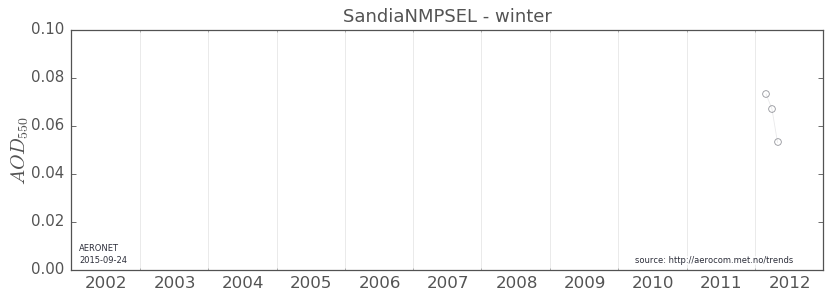 SandiaNMPSEL - winter
0.10
0.08
0.06
0.04
0.02
0.00
AOD550
AERONET
2015-09-24
source: http://aerocom.met.no/trends
2002 2003 2004 2005 2006 2007 2008 2009 2010 2011 2012